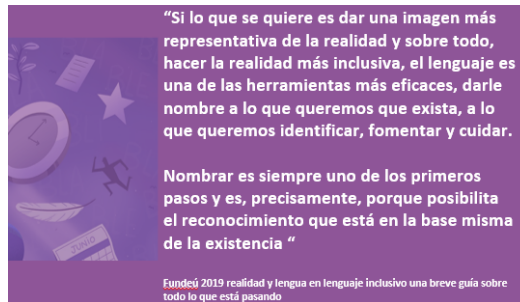 “Si lo que se quiere es dar una imagen más
representativa de la realidad y sobre todo,
hacer la realidad más inclusiva, el lenguaje es
una de las herramientas más eficaces, darle
nombre a lo que queremos que exista, a lo
que queremos identificar, fomentar y cuidar.
Nombrar es siempre uno de los primeros
pasos y es, precisamente, porque posibilita
el reconocimiento que está en la base misma
de la existencia “
Fundeú 2019 realidad y lengua en lenguaje inclusivo una breve guía sobre
todo lo que está pasando
JUNIO